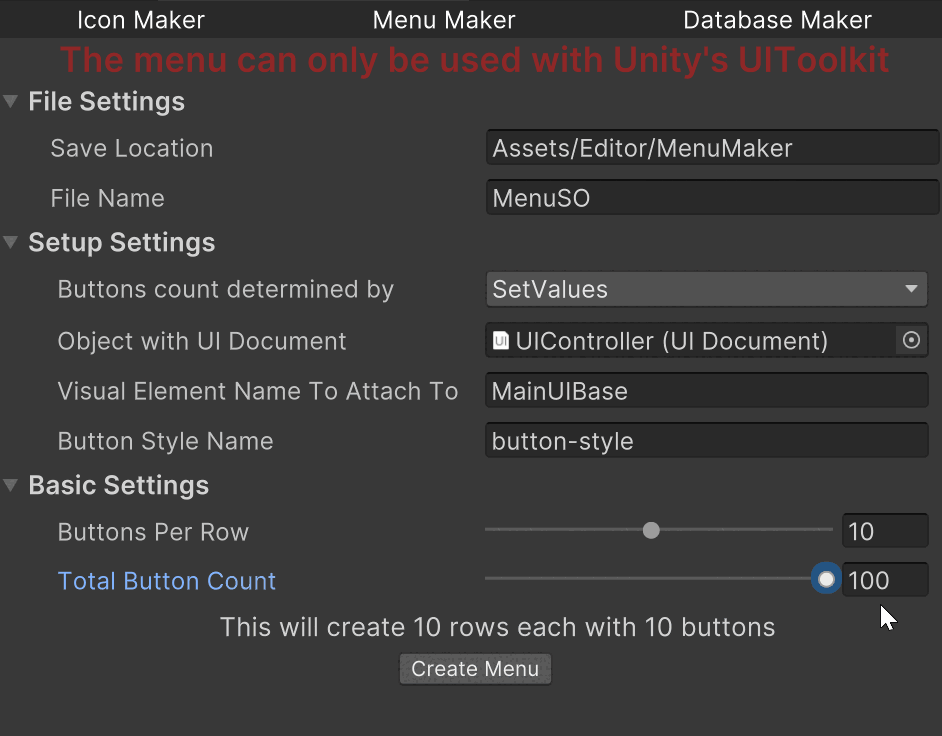 Icon Maker Menu Maker Database Maker
The menu can only be used with Unity's UIToolkit
File Settings
Save Location Assets/Editor/MenuMaker
File Name MenuSO
Setup Settings
Buttons count determined by SetValues
Object with UI Document UI UIController (UI Document)
Visual Element Name To Attach To MainUIBase
Button Style Name button-style
Basic Settings
Buttons Per Row 10
Total Button Count 100
This will create 10 rows each with 10 buttons
Create Menu